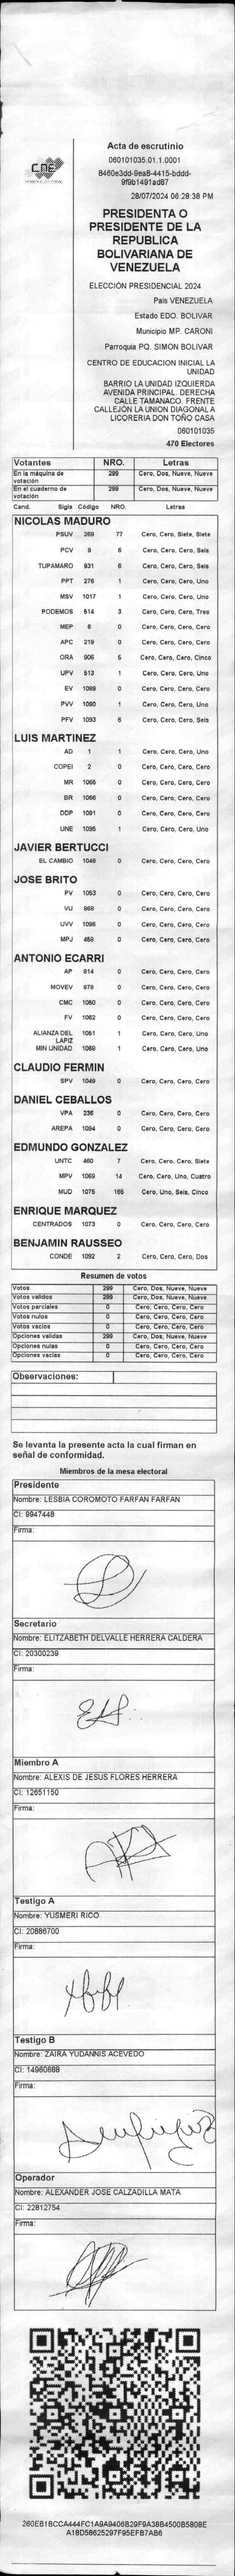 Acta de escrutinio
060101035.01.1.0001
8460e3dd-9ea8-4415-bddd-
9f9b1491ad87
28/07/2024 06:28:38 PM
CNE
PRESIDENTA O
PRESIDENTE DE LA
REPUBLICA
BOLIVARIANA DE
VENEZUELA
ELECCIÓN PRESIDENCIAL 2024
Pais VENEZUELA
Estado EDO. BOLIVAR
Municipio MP. CARONI
Parroquia PQ. SIMON BOLIVAR
CENTRO DE EDUCACION INICIAL LA
UNIDAD
BARRIO LA UNIDAD IZQUIERDA
AVENIDA PRINCIPAL. DERECHA
CALLE TAMANACO. FRENTE
CALLEJÓN LA UNION DIAGONAL A
LICORERIA DON TOÑO CASA
060101035
470 Electores
Votantes NRO. Letras
En la máquina de votación 299 Cero, Dos, Nueve, Nueve
En el cuaderno de votación 299 Cero, Dos, Nueve, Nueve
Cand. Sigla Código NRO. Letras
NICOLAS MADURO
PSUV 269 77 Cero, Cero, Siete, Siete
PCV 9 6 Cero, Cero, Cero, Seis
TUPAMARO 931 6 Cero, Cero, Cero, Seis
PPT 276 1 Cero, Cero, Cero, Uno
MSV 1017 1 Cero, Cero, Cero, Uno
PODEMOS 514 3 Cero, Cero, Cero, Tres
MEP 6 0 Cero, Cero, Cero, Cero
APC 219 0 Cero, Cero, Cero, Cero
ORA 906 5 Cero, Cero, Cero, Cinco
UPV 513 1 Cero, Cero, Cero, Uno
EV 1089 0 Cero, Cero, Cero, Cero
PVV 1090 1 Cero, Cero, Cero, Uno
PFV 1093 6 Cero, Cero, Cero, Seis
LUIS MARTINEZ
AD 1 1 Cero, Cero, Cero, Uno
COPEI 2 0 Cero, Cero, Cero, Cero
MR 1065 0 Cero, Cero, Cero, Cero
BR 1066 0 Cero, Cero, Cero, Cero
DDP 1091 0 Cero, Cero, Cero, Cero
UNE 1095 1 Cero, Cero, Cero, Uno
JAVIER BERTUCCI
EL CAMBIO 1048 0 Cero, Cero, Cero, Cero
JOSE BRITO
PV 1053 0 Cero, Cero, Cero, Cero
VU 868 0 Cero, Cero, Cero, Cero
UVV 1096 0 Cero, Cero, Cero, Cero
MPJ 458 0 Cero, Cero, Cero, Cero
ANTONIO ECARRI
AP 814 0 Cero, Cero, Cero, Cero
MOVEV 878 0 Cero, Cero, Cero, Cero
CMC 1050 0 Cero, Cero, Cero, Cero
FV 1062 0 Cero, Cero, Cero, Cero
ALIANZA DEL LAPIZ 1051 1 Cero, Cero, Cero, Uno
MIN UNIDAD 1058 1 Cero, Cero, Cero, Uno
CLAUDIO FERMIN
SPV 1049 0 Cero, Cero, Cero, Cero
DANIEL CEBALLOS
VPA 236 0 Cero, Cero, Cero, Cero
AREPA 1094 0 Cero, Cero, Cero, Cero
EDMUNDO GONZALEZ
UNTC 460 7 Cero, Cero, Cero, Siete
MPV 1069 14 Cero, Cero, Uno, Cuatro
MUD 1075 165 Cero, Uno, Seis, Cinco
ENRIQUE MARQUEZ
CENTRADOS 1073 0 Cero, Cero, Cero, Cero
BENJAMIN RAUSSEO
CONDE 1092 2 Cero, Cero, Cero, Dos
Resumen de votos
Votos 299 Cero, Dos, Nueve, Nueve
Votos validos 299 Cero, Dos, Nueve, Nueve
Votos parciales 0 Cero, Cero, Cero, Cero
Votos nulos 0 Cero, Cero, Cero, Cero
Votos vacios 0 Cero, Cero, Cero, Cero
Opciones validas 299 Cero, Dos, Nueve, Nueve
Opciones nulas 0 Cero, Cero, Cero, Cero
Opciones vacias 0 Cero, Cero, Cero, Cero
Observaciones:
Se levanta la presente acta la cual firman en
señal de conformidad.
Miembros de la mesa electoral
Presidente
Nombre: LESBIA COROMOTO FARFAN FARFAN
CI: 9947448
Firma:
Secretario
Nombre: ELITZABETH DELVALLE HERRERA CALDERA
CI: 20300239
Firma:
Miembro A
Nombre: ALEXIS DE JESUS FLORES HERRERA
CI: 12651150
Firma:
Testigo A
Nombre: YUSMERI RICO
CI: 20886700
Firma:
Testigo B
Nombre: ZAIRA YUDANNIS ACEVEDO
CI: 14960688
Firma:
Operador
Nombre: ALEXANDER JOSE CALZADILLA MATA
CI: 22812754
Firma:
260EB1BCCA444FC1A9A9406B29F9A38B4500B5808E
A18D58625297F95EFB7AB6